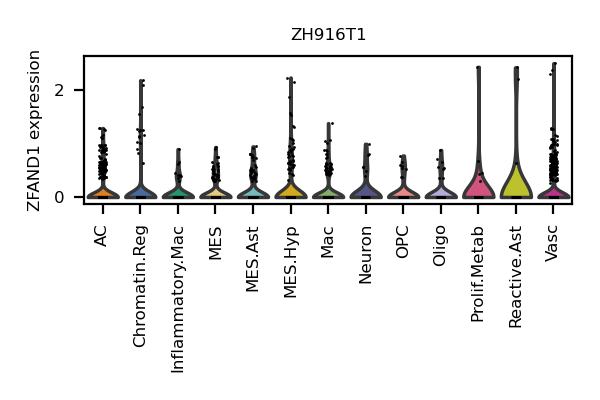 ZH916T1
ZFAND1 expression
2
0
AC
Chromatin.Reg
Inflammatory.Mac
MES
MES.Ast
MES.Hyp
Mac
Neuron
OPC
Oligo
Prolif.Metab
Reactive.Ast
Vasc